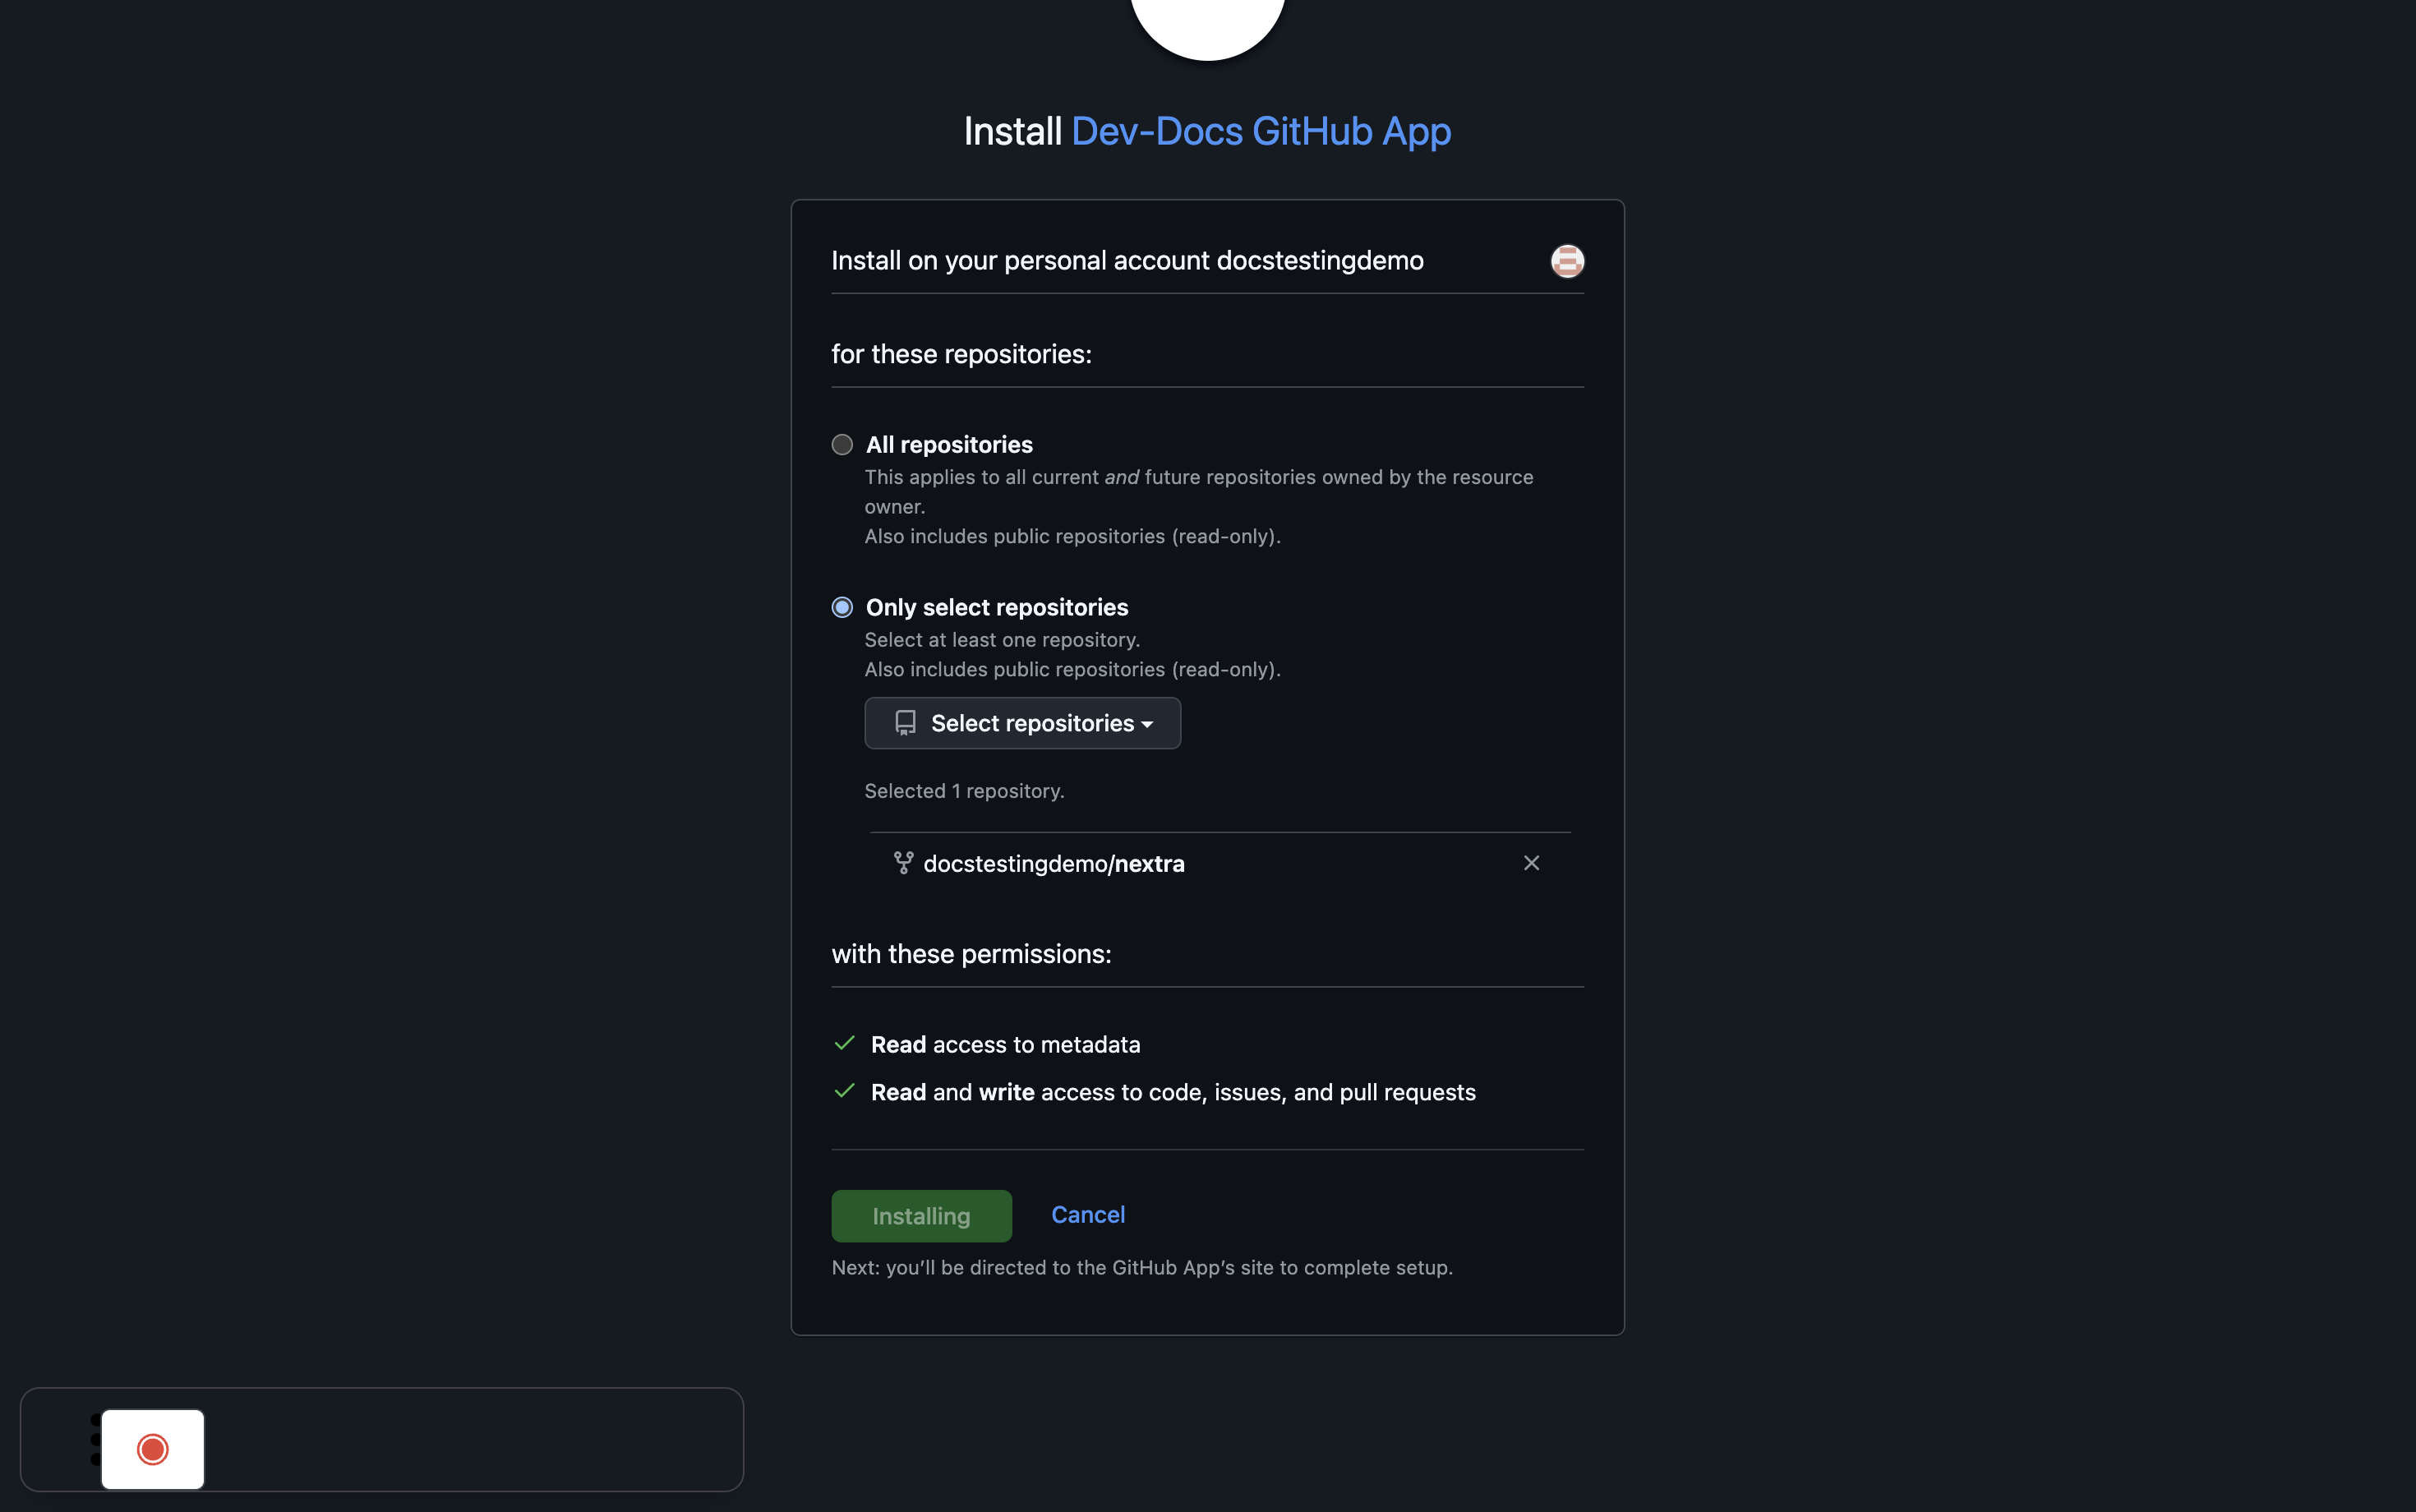 Install Dev-Docs GitHub App
Install on your personal account docstestingdemo
for these repositories:
All repositories
This applies to all current and future repositories owned by the resource
owner.
Also includes public repositories (read-only).
Only select repositories
Select at least one repository.
Also includes public repositories (read-only).
Select repositories
Selected 1 repository.
docstestingdemo/nextra
with these permissions:
Read access to metadata
Read and write access to code, issues, and pull requests
Installing Cancel
Next: you’ll be directed to the GitHub App’s site to complete setup.